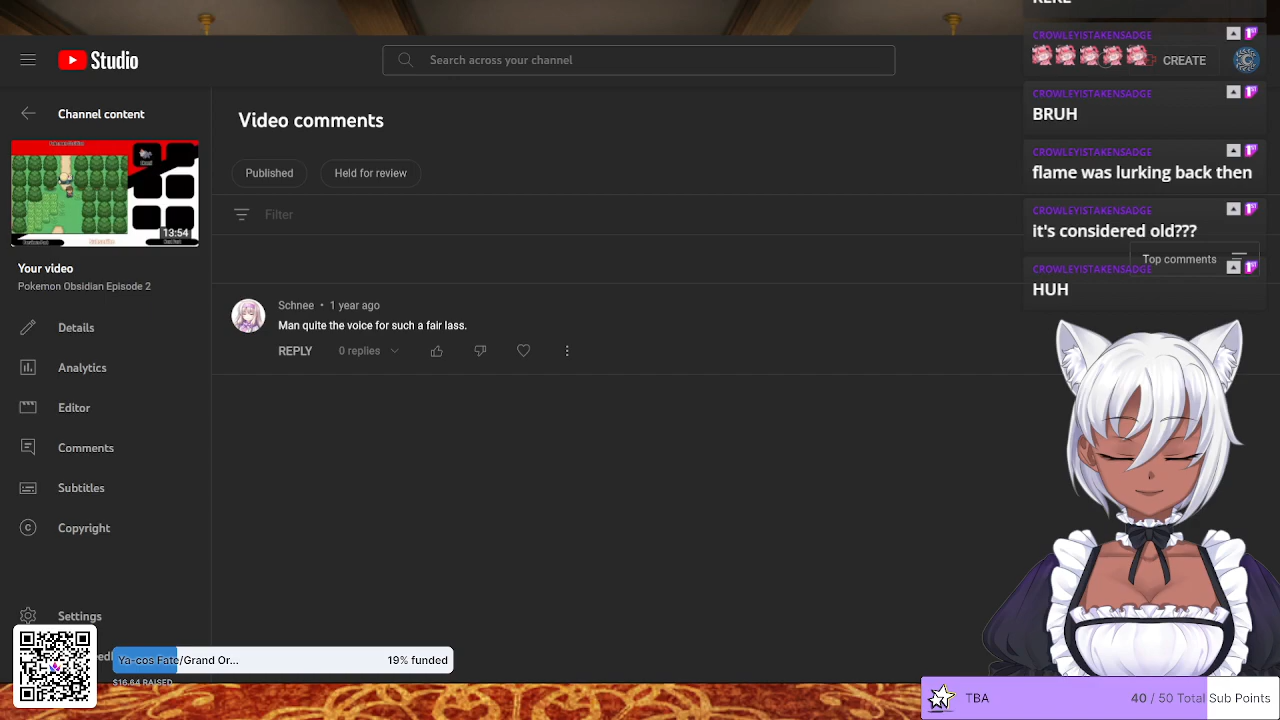 Studio
Search across your channel
CREATE
Channel content
Pokemon Obsidian
13:54
Your video
Pokemon Obsidian Episode 2
Details
Analytics
Editor
Comments
Subtitles
Copyright
Settings
Video comments
Published
Held for review
Filter
Top comments
Schnee • 1 year ago
Man quite the voice for such a fair lass.
REPLY
0 replies
CROWLEYISTAKENSADGE
CROWLEYISTAKENSADGE
BRUH
CROWLEYISTAKENSADGE
flame was lurking back then
CROWLEYISTAKENSADGE
it's considered old???
CROWLEYISTAKENSADGE
HUH
Ya-cos Fate/Grand Or...
19% funded
$16.64 RAISED
TBA
40 / 50 Total Sub Points